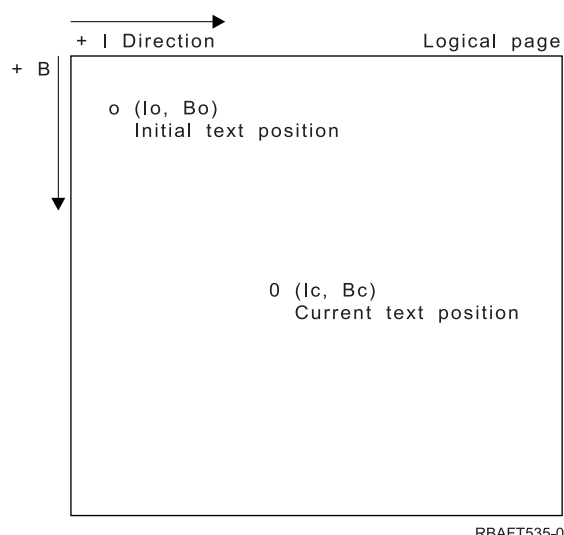 + I Direction Logical page
+ B
o (Io, Bo)
Initial text position
0 (Ic, Bc)
Current text position
RBAFT535-0